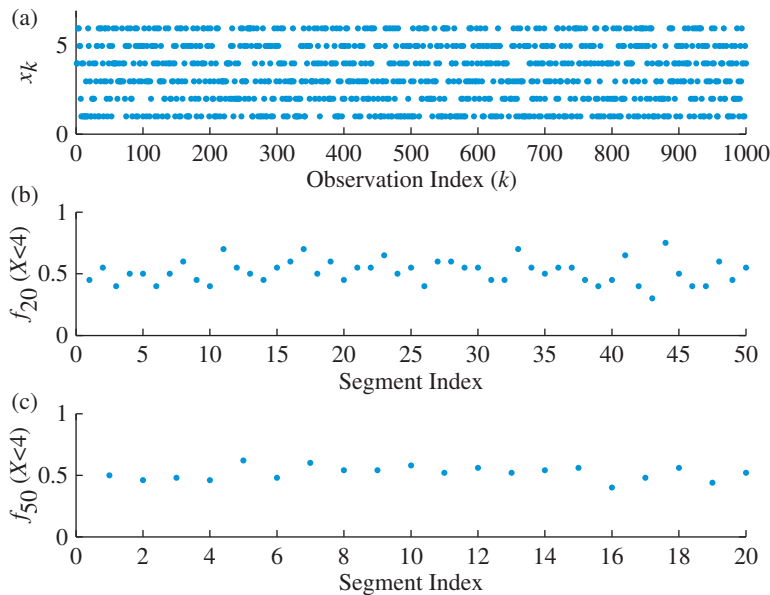 (a)
x_k
5
0
0 100 200 300 400 500 600 700 800 900 1000
Observation Index (k)
(b)
f_20 (X<4)
1
0.5
0
0 5 10 15 20 25 30 35 40 45 50
Segment Index
(c)
f_50 (X<4)
1
0.5
0
0 2 4 6 8 10 12 14 16 18 20
Segment Index